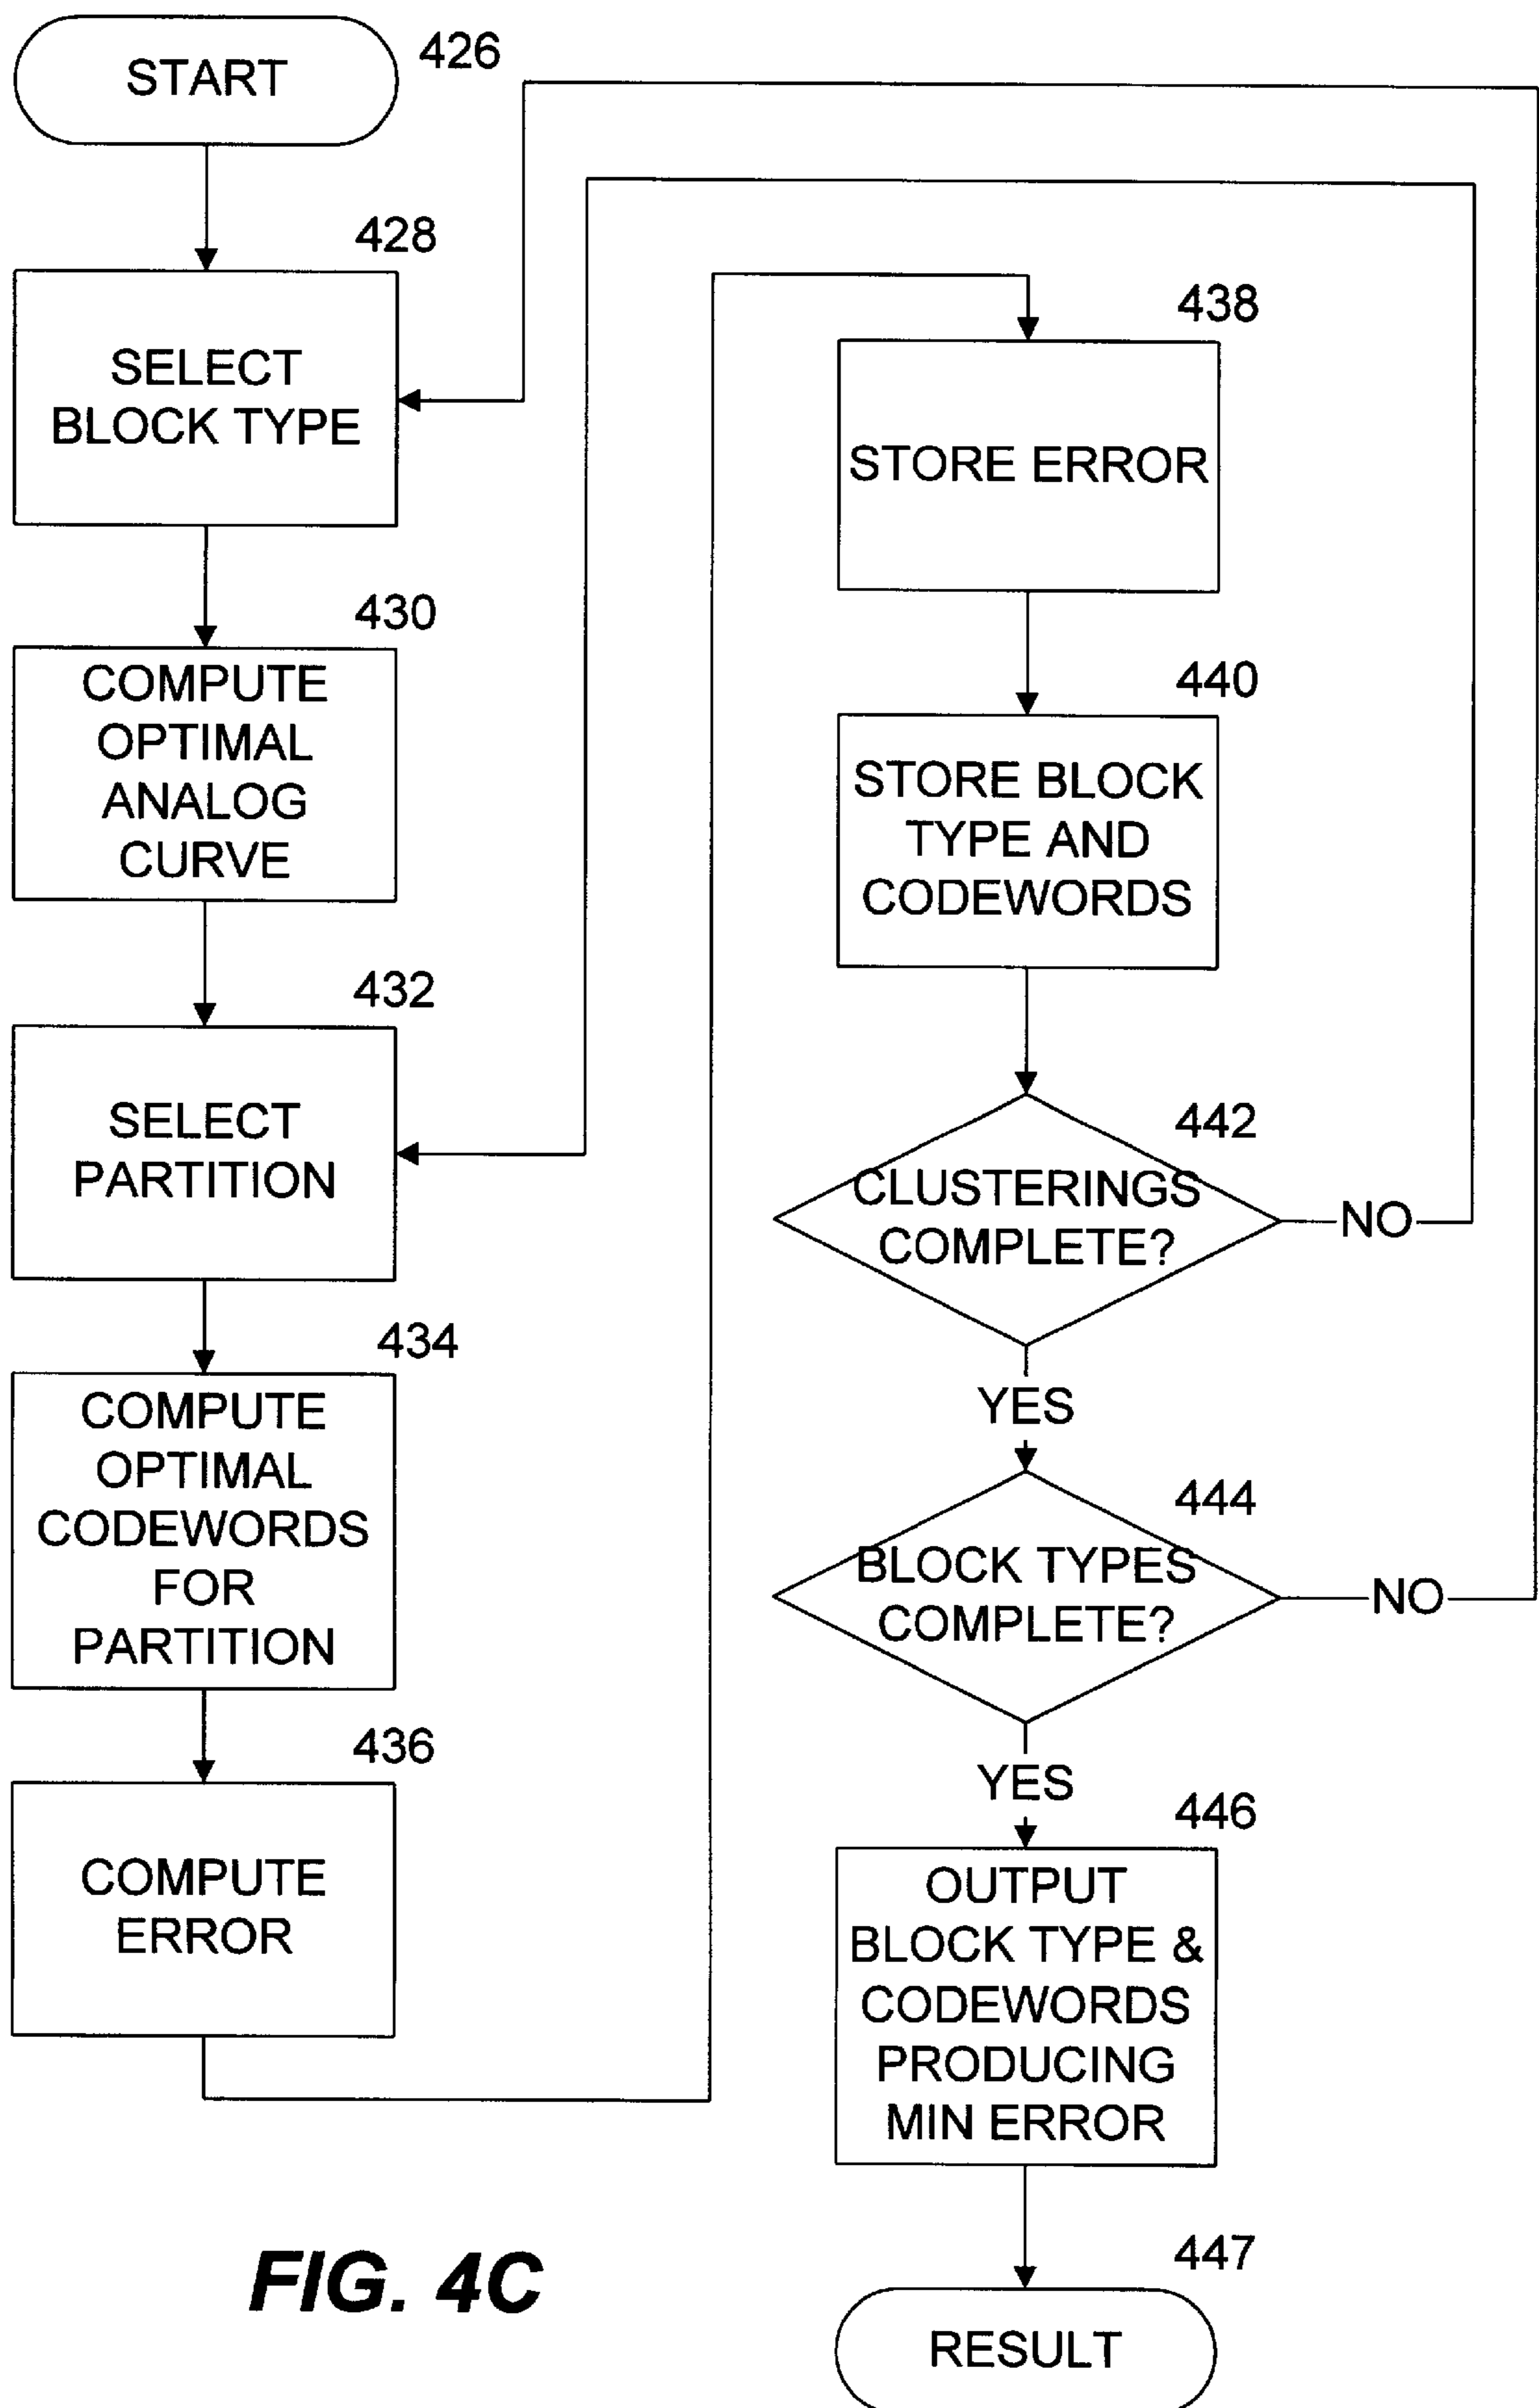 START
426
428
SELECT
BLOCK TYPE
430
COMPUTE
OPTIMAL
ANALOG
CURVE
432
SELECT
PARTITION
434
COMPUTE
OPTIMAL
CODEWORDS
FOR
PARTITION
436
COMPUTE
ERROR
438
STORE ERROR
440
STORE BLOCK
TYPE AND
CODEWORDS
442
CLUSTERINGS
COMPLETE?
NO
YES
444
BLOCK TYPES
COMPLETE?
NO
YES
446
OUTPUT
BLOCK TYPE &
CODEWORDS
PRODUCING
MIN ERROR
447
RESULT
FIG. 4C